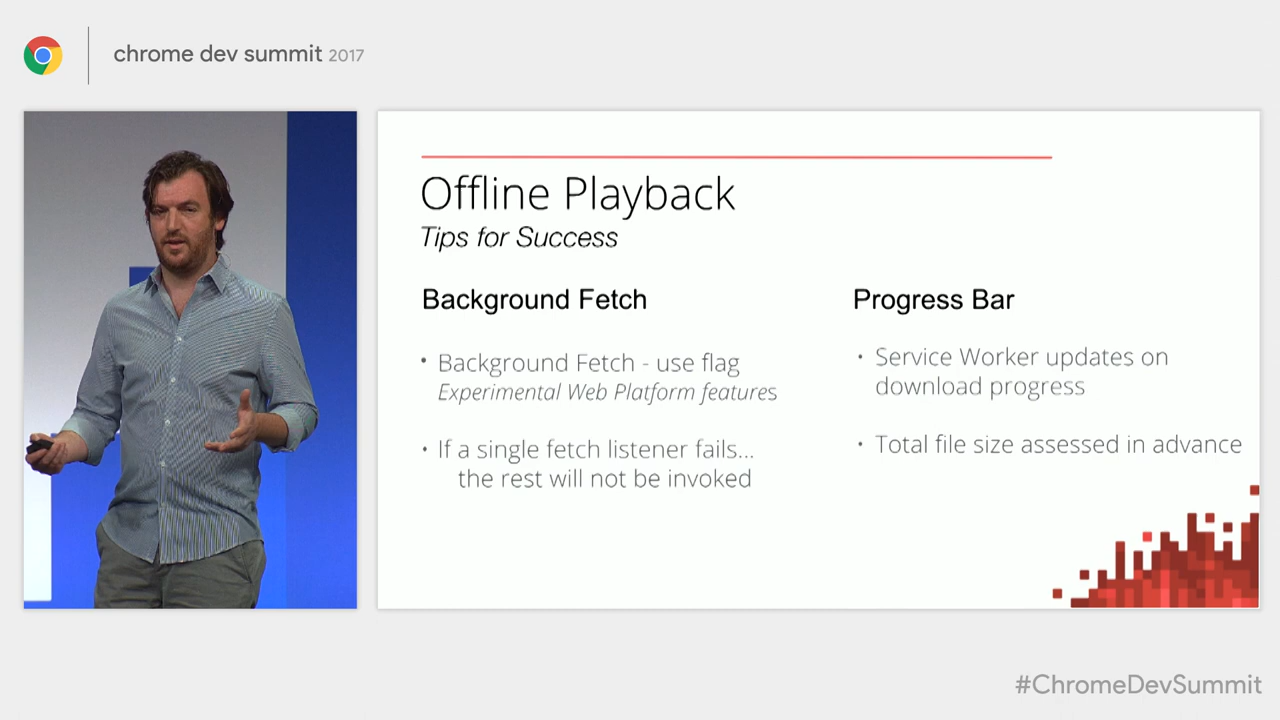 chrome dev summit 2017
Offline Playback
Tips for Success
Background Fetch
• Background Fetch - use flag
Experimental Web Platform features
• If a single fetch listener fails...
the rest will not be invoked
Progress Bar
• Service Worker updates on
download progress
• Total file size assessed in advance
#ChromeDevSummit